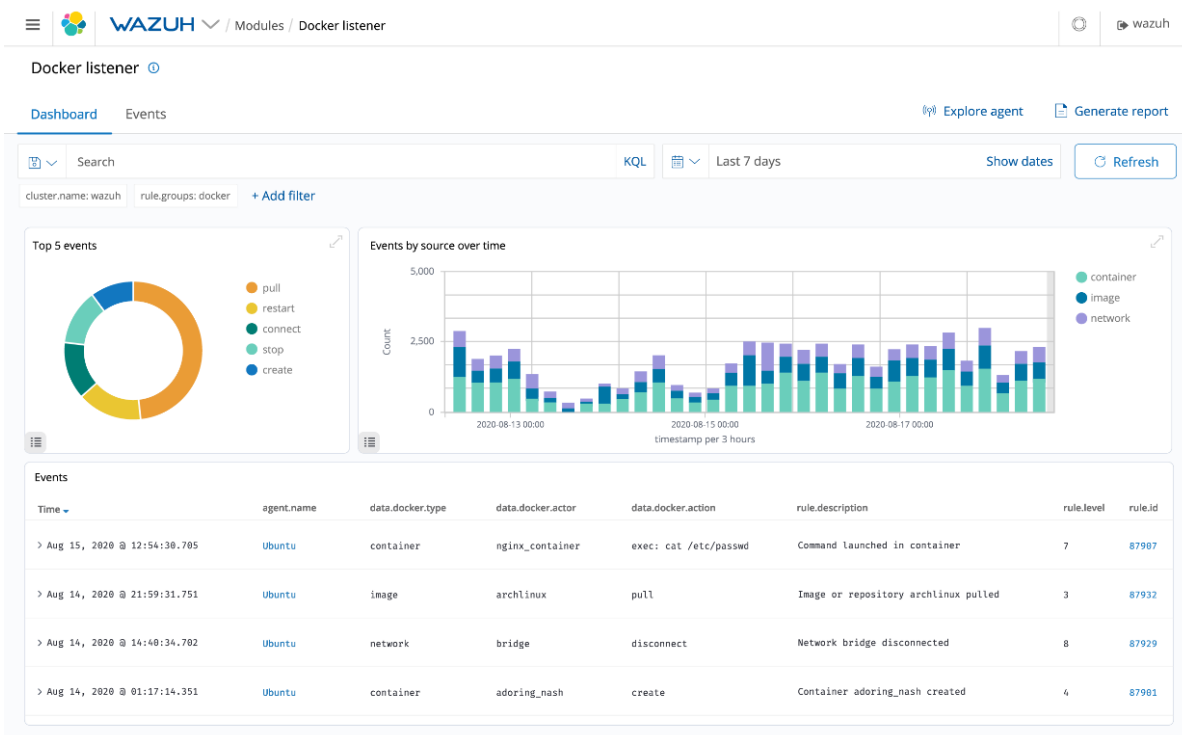 WAZUH / Modules / Docker listener
wazuh
Docker listener
Dashboard Events
Explore agent Generate report
Search KQL
Last 7 days Show dates
Refresh
cluster.name: wazuh rule.groups: docker + Add filter
Top 5 events
pull
restart
connect
stop
create
Events by source over time
5,000
2,500
0
Count
2020-08-13 00:00 2020-08-15 00:00 2020-08-17 00:00
timestamp per 3 hours
container
image
network
Events
Time agent.name data.docker.type data.docker.actor data.docker.action rule.description rule.level rule.id
> Aug 15, 2020 @ 12:54:30.705 Ubuntu container nginx_container exec: cat /etc/passwd Command launched in container 7 87907
> Aug 14, 2020 @ 21:59:31.751 Ubuntu image archlinux pull Image or repository archlinux pulled 3 87932
> Aug 14, 2020 @ 14:40:34.702 Ubuntu network bridge disconnect Network bridge disconnected 8 87929
> Aug 14, 2020 @ 01:17:14.351 Ubuntu container adoring_nash create Container adoring_nash created 4 87901